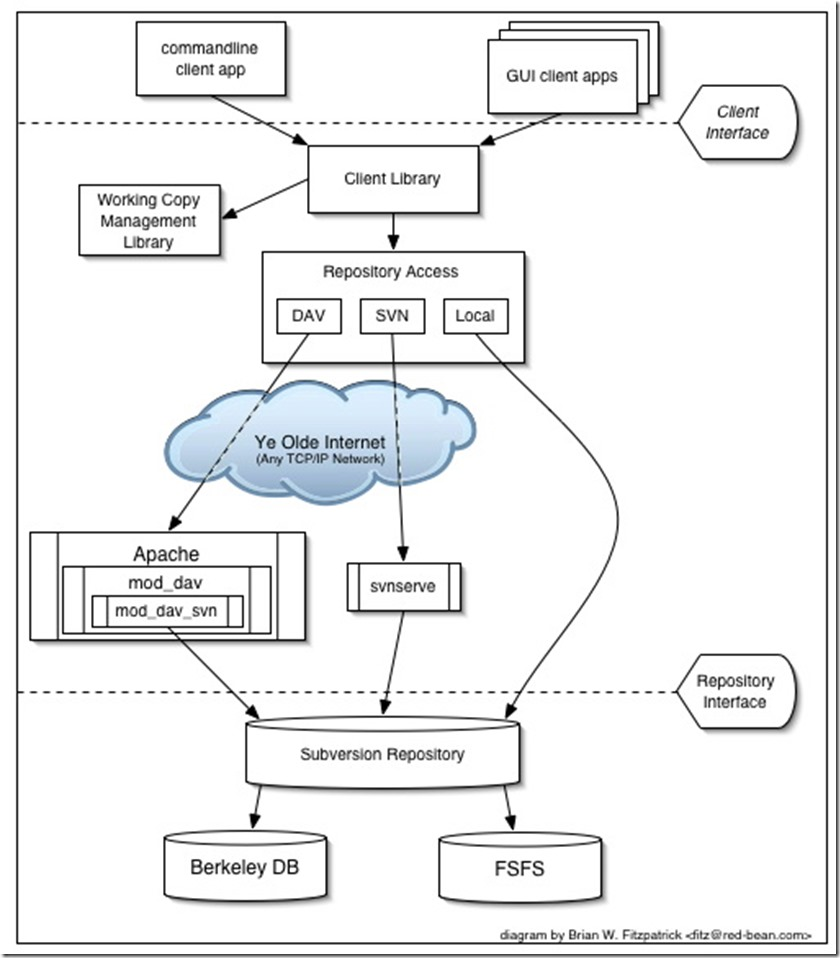 commandline
client app
GUI client apps
Client
Interface
Client Library
Working Copy
Management
Library
Repository Access
DAV
SVN
Local
Ye Olde Internet
(Any TCP/IP Network)
Apache
mod_dav
mod_dav_svn
svnserve
Repository
Interface
Subversion Repository
Berkeley DB
FSFS
diagram by Brian W. Fitzpatrick <fitz@red-bean.com>